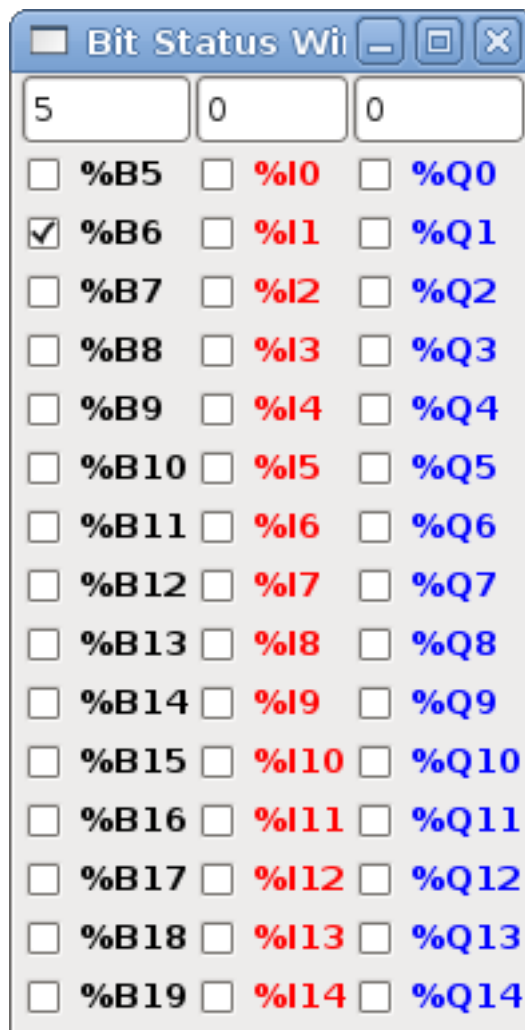 Bit Status Wi
5 0 0
%B5 %I0 %Q0
%B6 %I1 %Q1
%B7 %I2 %Q2
%B8 %I3 %Q3
%B9 %I4 %Q4
%B10 %I5 %Q5
%B11 %I6 %Q6
%B12 %I7 %Q7
%B13 %I8 %Q8
%B14 %I9 %Q9
%B15 %I10 %Q10
%B16 %I11 %Q11
%B17 %I12 %Q12
%B18 %I13 %Q13
%B19 %I14 %Q14